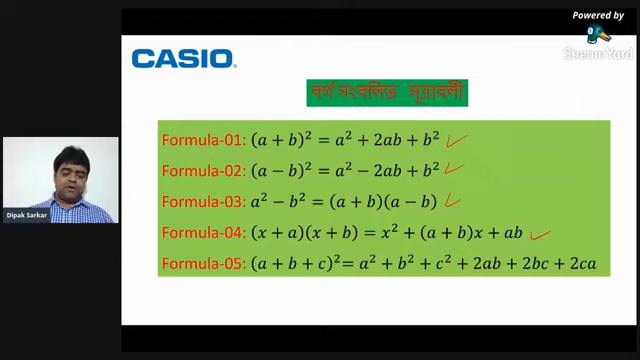 Powered by
StreamYard
CASIO
বর্গ সংবলিত সূত্রাবলী
Formula-01: (a + b)² = a² + 2ab + b²
Formula-02: (a − b)² = a² − 2ab + b²
Formula-03: a² − b² = (a + b)(a − b)
Formula-04: (x + a)(x + b) = x² + (a + b)x + ab
Formula-05: (a + b + c)²= a² + b² + c² + 2ab + 2bc + 2ca
Dipak Sarkar